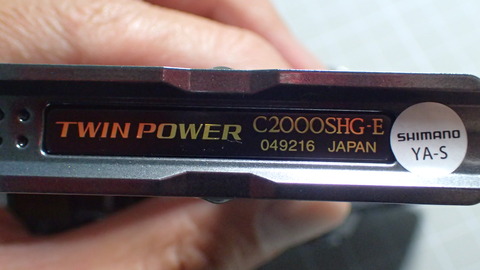 TWIN POWER
C2000SHG-E
049216 JAPAN
SHIMANO
YA-S